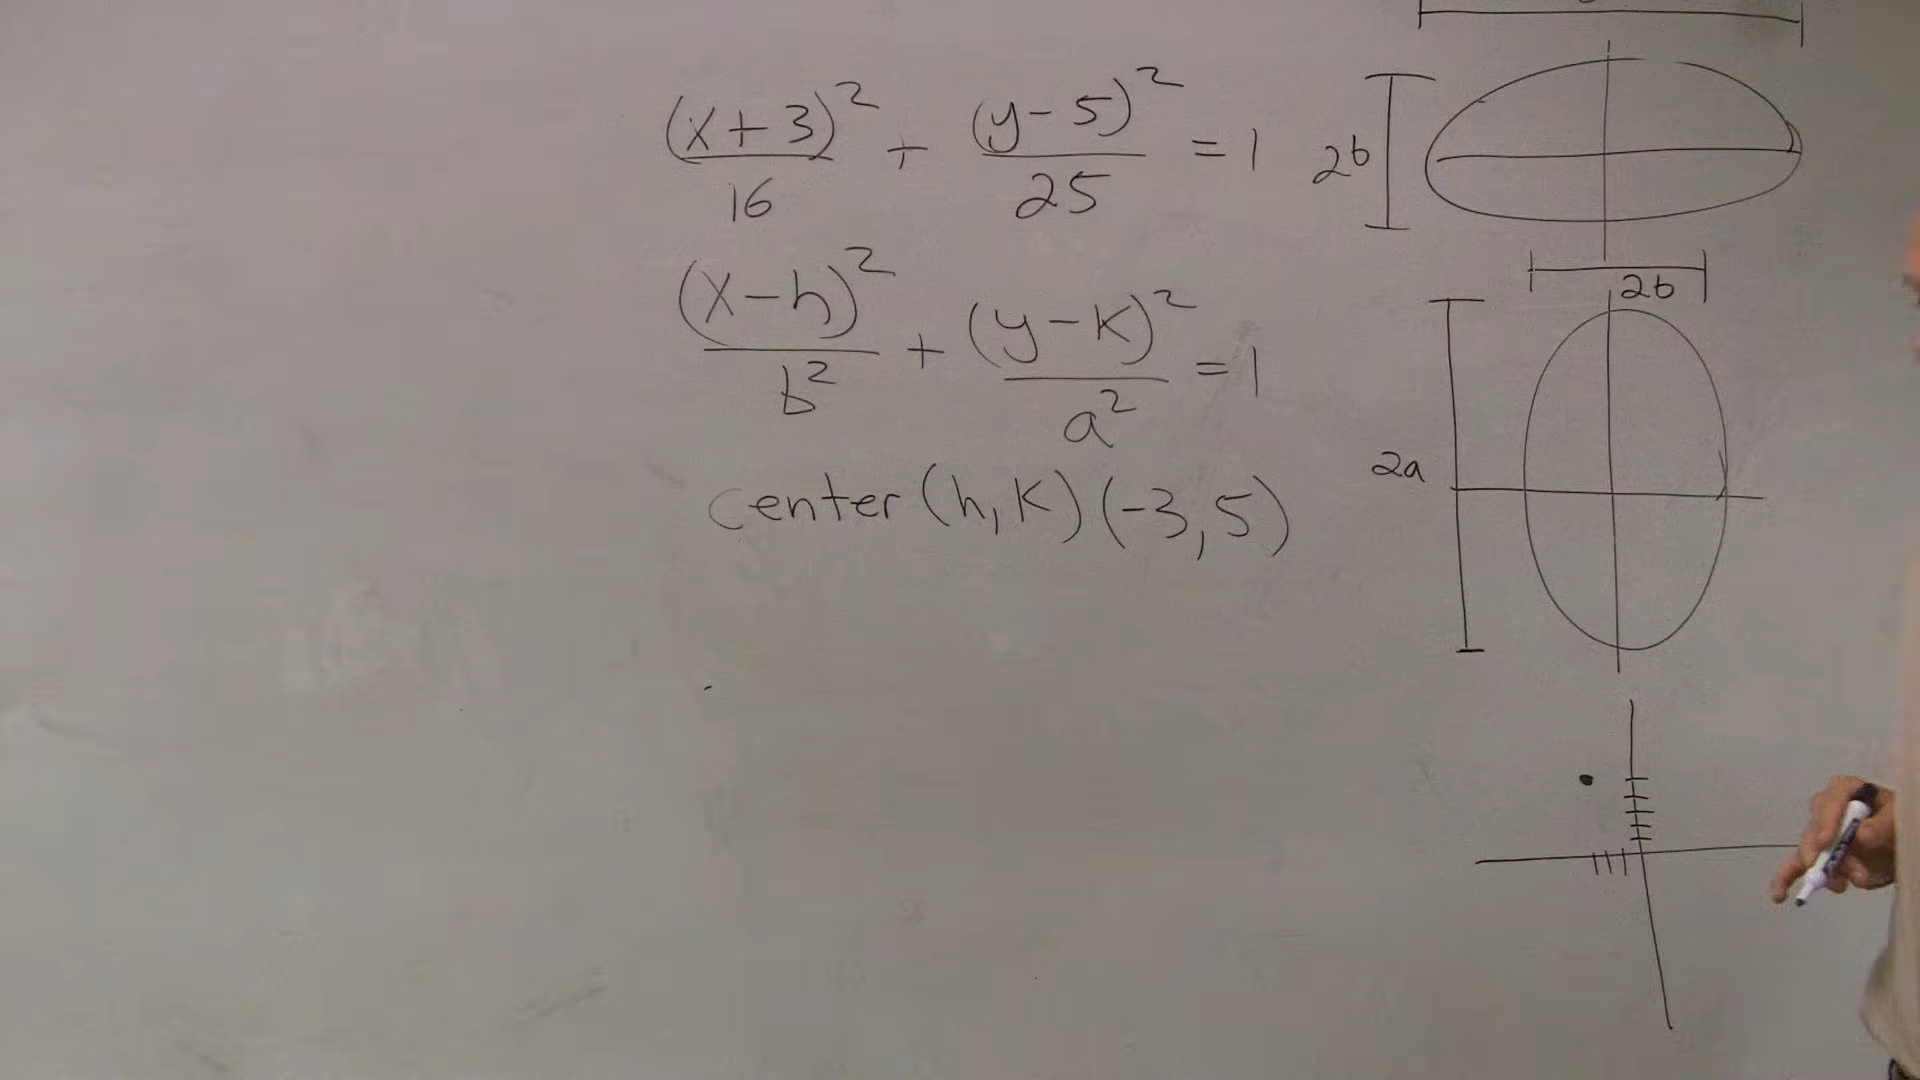 (x+3)²/16 + (y-5)²/25 = 1
2b
(x-h)²/b² + (y-k)²/a² = 1
2b
2a
center (h,k) (-3,5)